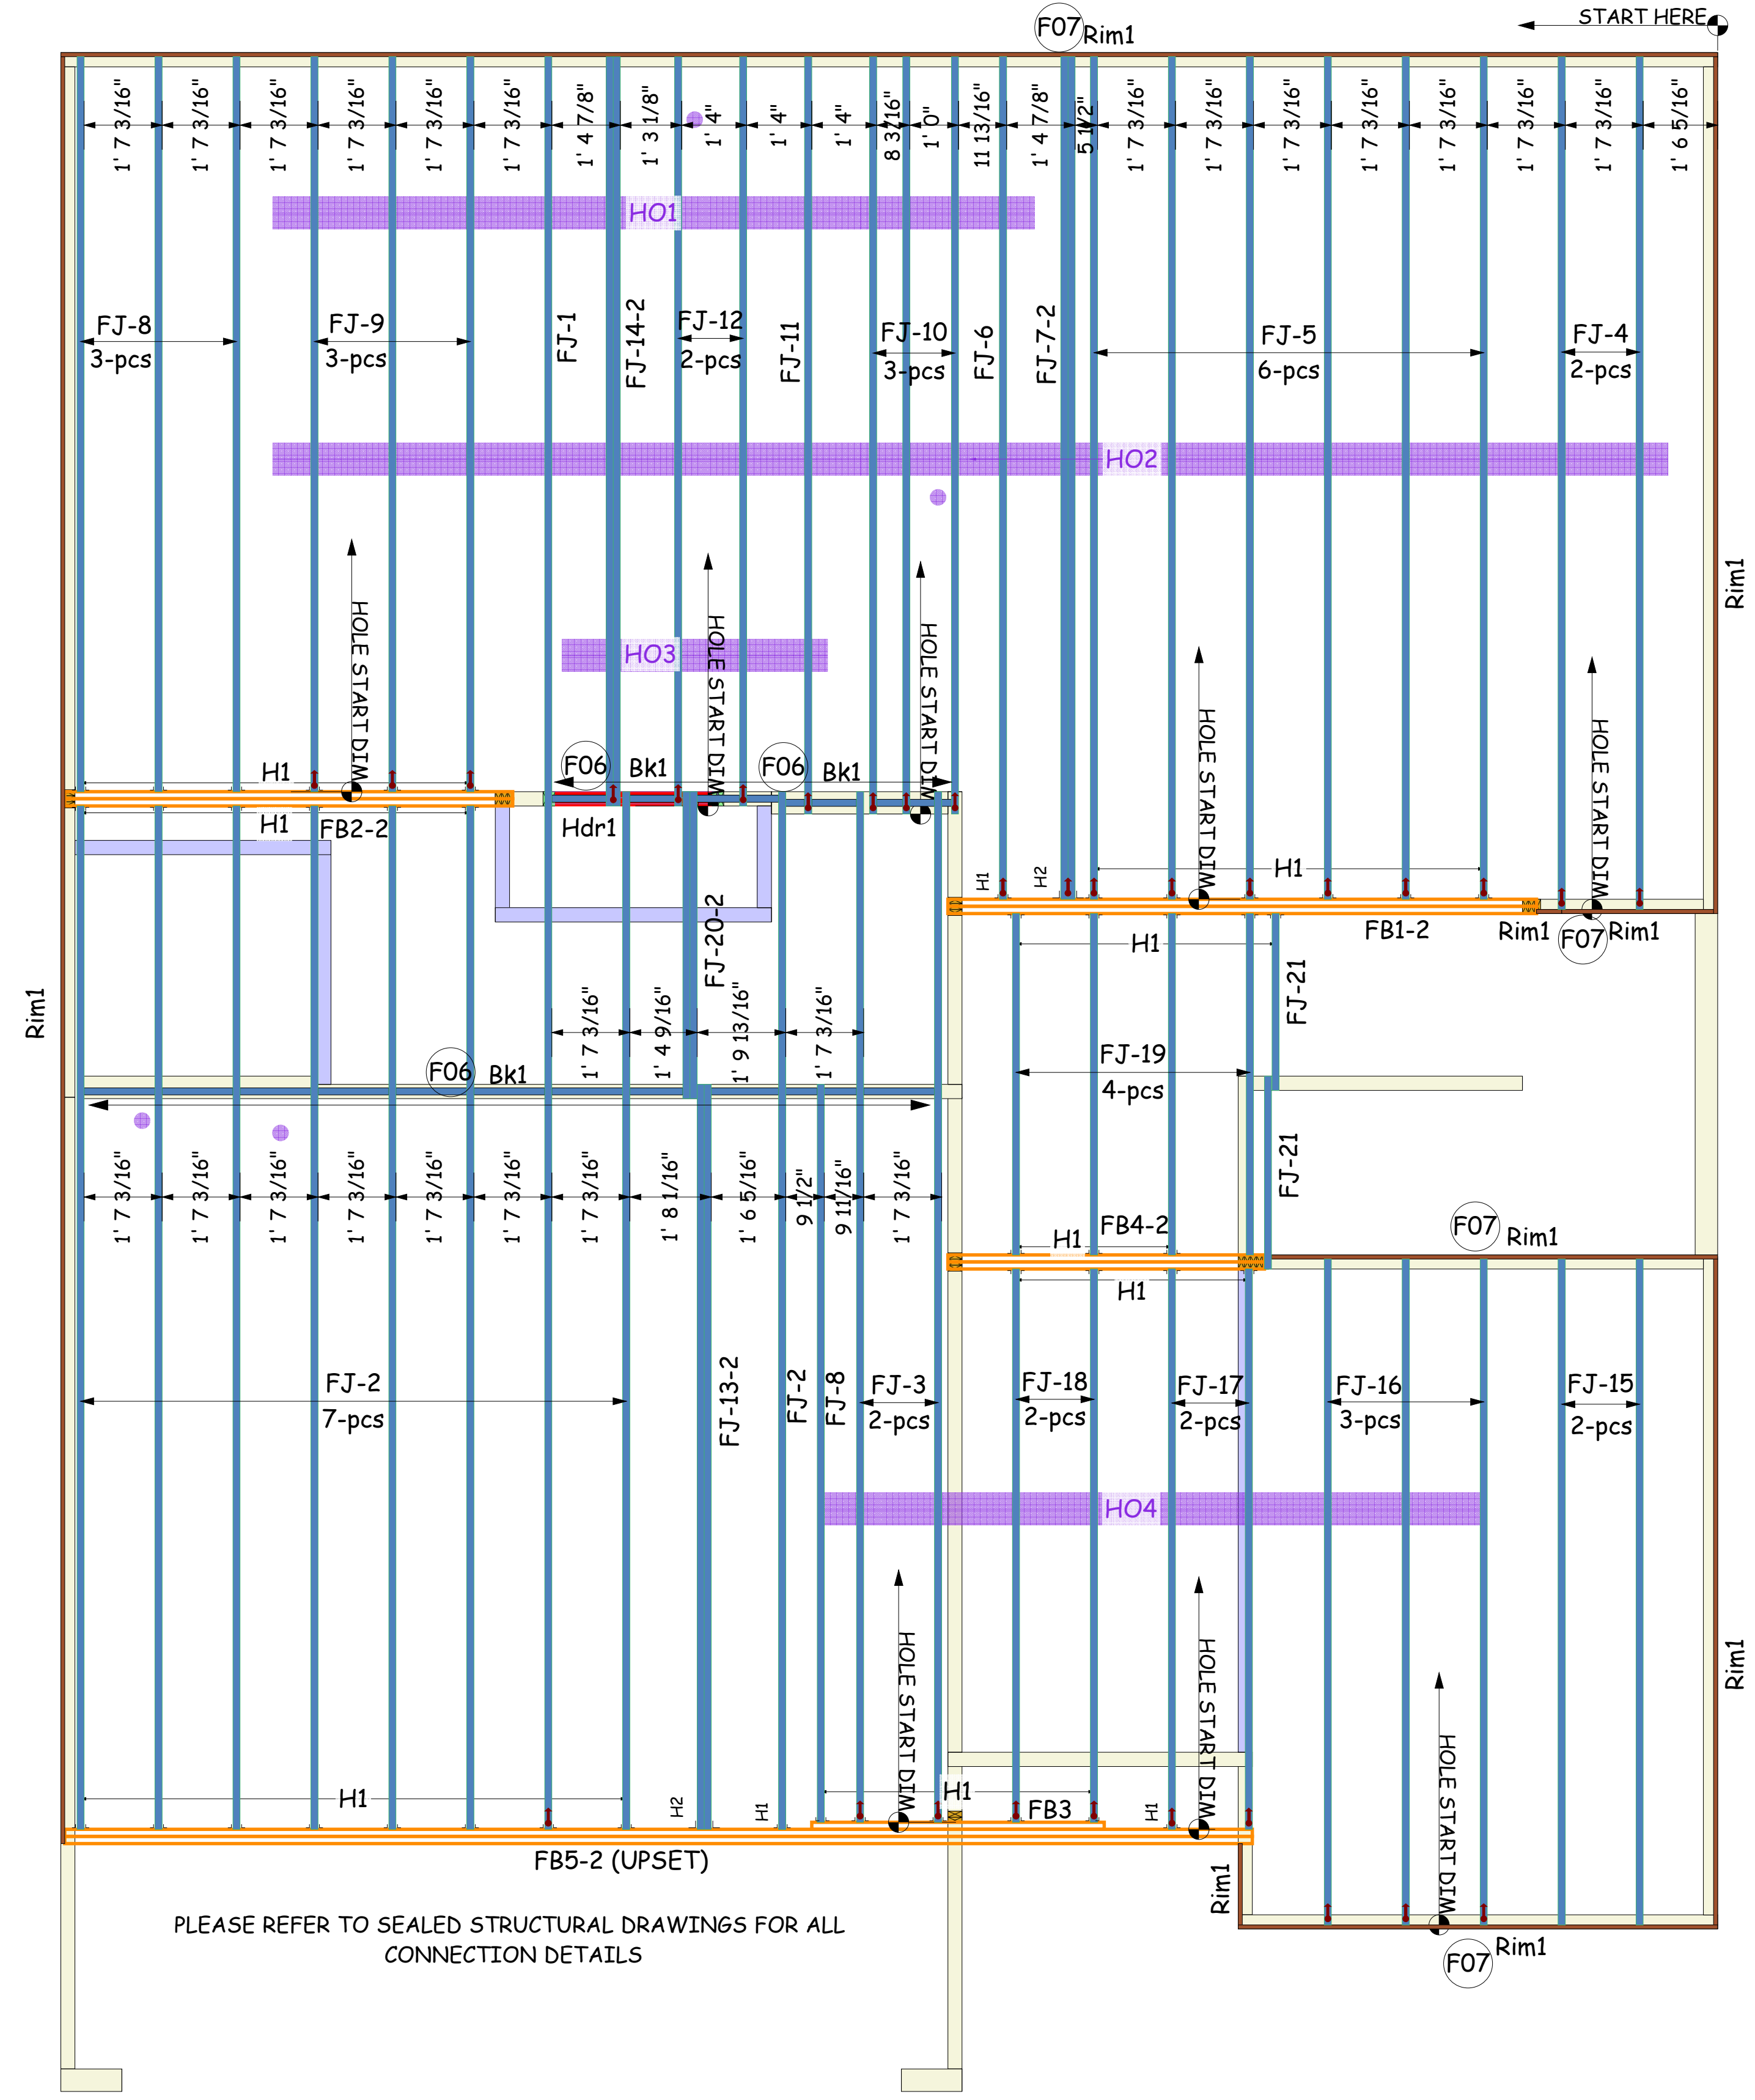 START HERE
F07
Rim1
1' 7 3/16"
1' 7 3/16"
1' 7 3/16"
1' 7 3/16"
1' 7 3/16"
1' 7 3/16"
1' 4 7/8"
1' 3 1/8"
1' 4"
1' 4"
1' 4"
8 3/16"
1' 0"
11 13/16"
1' 4 7/8"
5 1/2"
1' 7 3/16"
1' 7 3/16"
1' 7 3/16"
1' 7 3/16"
1' 7 3/16"
1' 7 3/16"
1' 7 3/16"
1' 6 5/16"
HO1
FJ-8
3-pcs
FJ-9
3-pcs
FJ-1
FJ-14-2
FJ-12
2-pcs
FJ-11
FJ-10
3-pcs
FJ-6
FJ-7-2
FJ-5
6-pcs
FJ-4
2-pcs
HO2
Rim1
HO3
HOLE START DIM
HOLE START DIM
HOLE START DIM
HOLE START DIM
HOLE START DIM
H1
F06
Bk1
F06
Bk1
H1
FB2-2
Hdr1
H1
H2
H1
FB1-2
Rim1
F07
Rim1
H1
FJ-20-2
FJ-21
Rim1
1' 7 3/16"
1' 4 9/16"
1' 9 13/16"
1' 7 3/16"
F06
Bk1
FJ-19
4-pcs
FJ-21
1' 7 3/16"
1' 7 3/16"
1' 7 3/16"
1' 7 3/16"
1' 7 3/16"
1' 7 3/16"
1' 7 3/16"
1' 8 1/16"
1' 6 5/16"
9 1/2"
9 11/16"
1' 7 3/16"
FB4-2
H1
F07
Rim1
H1
FJ-2
7-pcs
FJ-13-2
FJ-2
FJ-8
FJ-3
2-pcs
FJ-18
2-pcs
FJ-17
2-pcs
FJ-16
3-pcs
FJ-15
2-pcs
HO4
HOLE START DIM
HOLE START DIM
HOLE START DIM
Rim1
H1
H2
H1
H1
FB3
H1
FB5-2 (UPSET)
Rim1
PLEASE REFER TO SEALED STRUCTURAL DRAWINGS FOR ALL
CONNECTION DETAILS
Rim1
F07